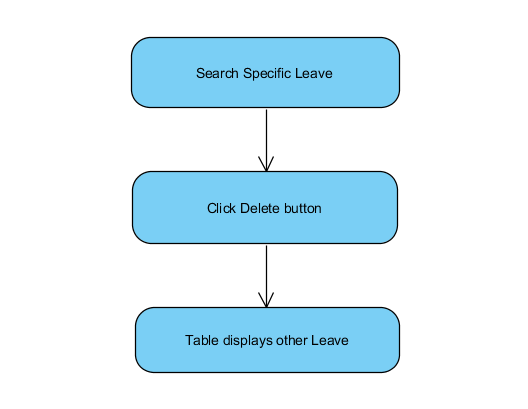 Search Specific Leave
Click Delete button
Table displays other Leave